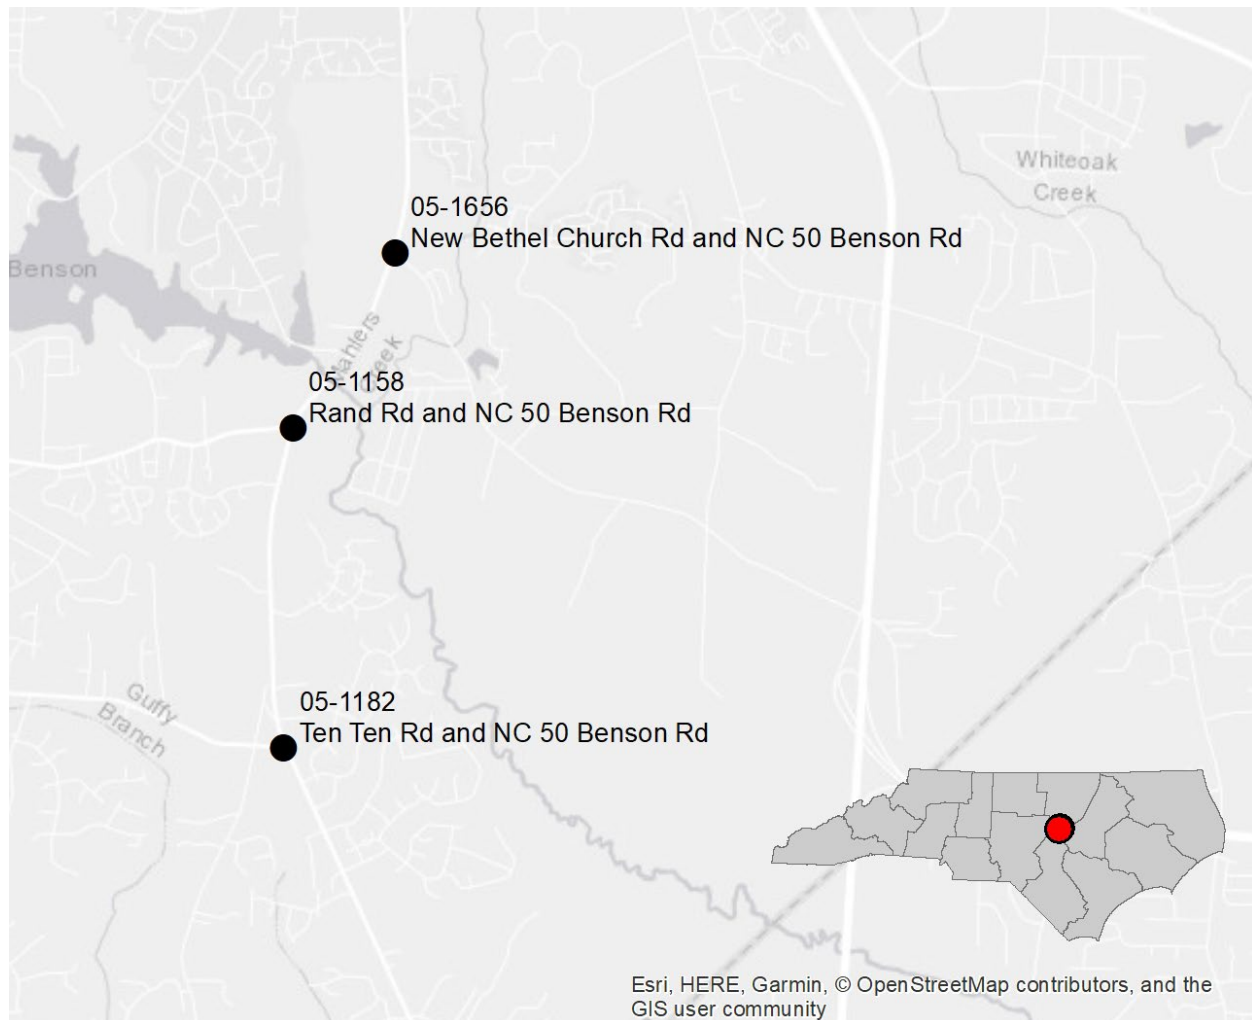 Whiteoak
Creek
05-1656
New Bethel Church Rd and NC 50 Benson Rd
Benson
Mahlers
Creek
05-1158
Rand Rd and NC 50 Benson Rd
Guffy
Branch
05-1182
Ten Ten Rd and NC 50 Benson Rd
Esri, HERE, Garmin, © OpenStreetMap contributors, and the
GIS user community